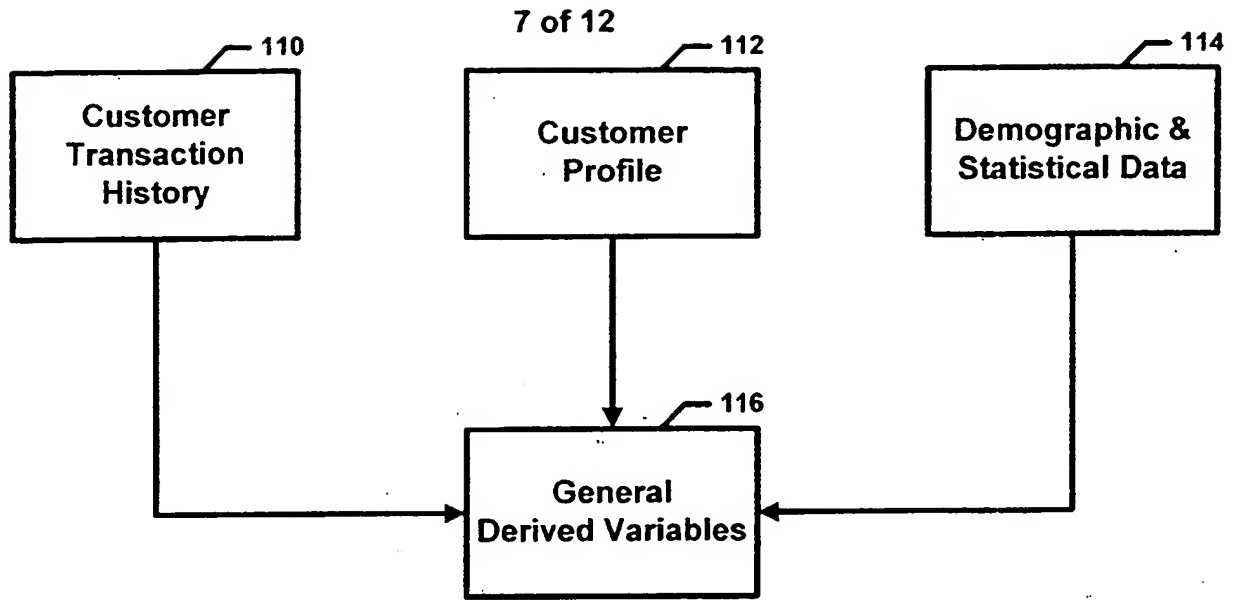 7 of 12
110
Customer
Transaction
History
112
Customer
Profile
114
Demographic &
Statistical Data
116
General
Derived Variables